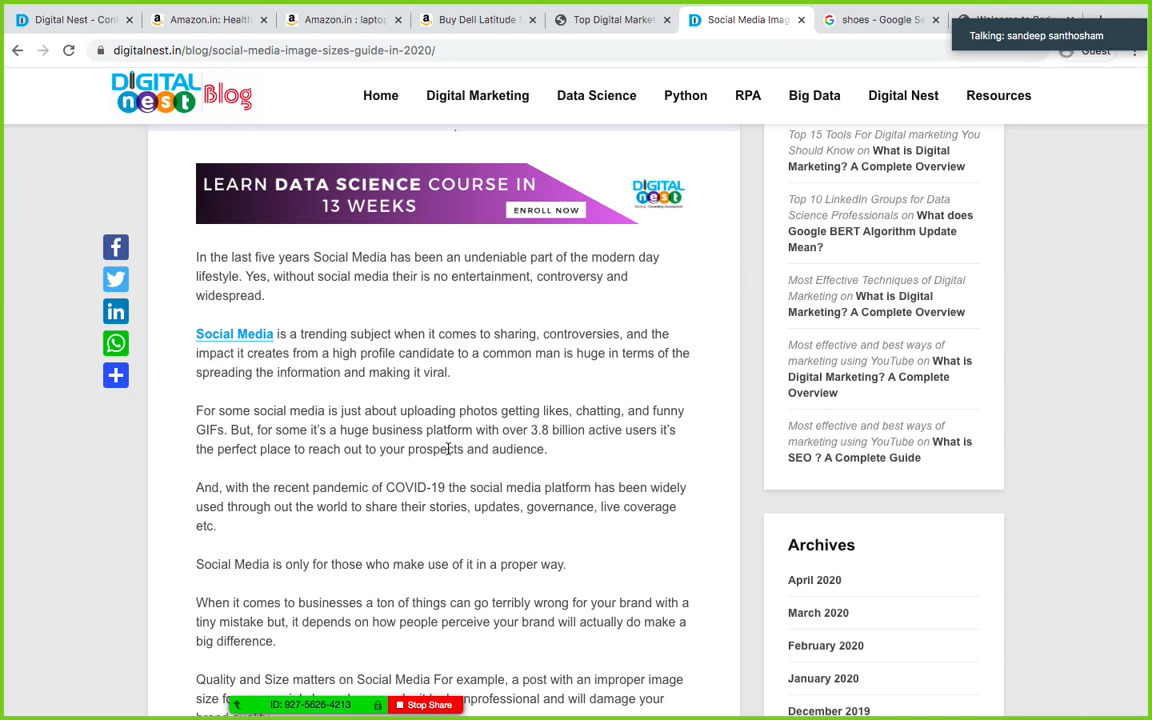 Digital Nest - Con
Amazon.in: Health
Amazon.in : laptop
Buy Dell Latitude
Top Digital Market
Social Media Imag
shoes - Google Se
Talking: sandeep santhosham
digitalnest.in/blog/social-media-image-sizes-guide-in-2020/
Guest
DIGITAL
nest Blog
Home
Digital Marketing
Data Science
Python
RPA
Big Data
Digital Nest
Resources
LEARN DATA SCIENCE COURSE IN
13 WEEKS
ENROLL NOW
DIGITAL
nest
In the last five years Social Media has been an undeniable part of the modern day
lifestyle. Yes, without social media their is no entertainment, controversy and
widespread.
Social Media is a trending subject when it comes to sharing, controversies, and the
impact it creates from a high profile candidate to a common man is huge in terms of the
spreading the information and making it viral.
For some social media is just about uploading photos getting likes, chatting, and funny
GIFs. But, for some it’s a huge business platform with over 3.8 billion active users it’s
the perfect place to reach out to your prospects and audience.
And, with the recent pandemic of COVID-19 the social media platform has been widely
used through out the world to share their stories, updates, governance, live coverage
etc.
Social Media is only for those who make use of it in a proper way.
When it comes to businesses a ton of things can go terribly wrong for your brand with a
tiny mistake but, it depends on how people perceive your brand will actually do make a
big difference.
Quality and Size matters on Social Media For example, a post with an improper image
size
nprofessional and will damage your
Top 15 Tools For Digital marketing You
Should Know on What is Digital
Marketing? A Complete Overview
Top 10 LinkedIn Groups for Data
Science Professionals on What does
Google BERT Algorithm Update
Mean?
Most Effective Techniques of Digital
Marketing on What is Digital
Marketing? A Complete Overview
Most effective and best ways of
marketing using YouTube on What is
Digital Marketing? A Complete
Overview
Most effective and best ways of
marketing using YouTube on What is
SEO ? A Complete Guide
Archives
April 2020
March 2020
February 2020
January 2020
December 2019
ID: 927-5626-4213
Stop Share